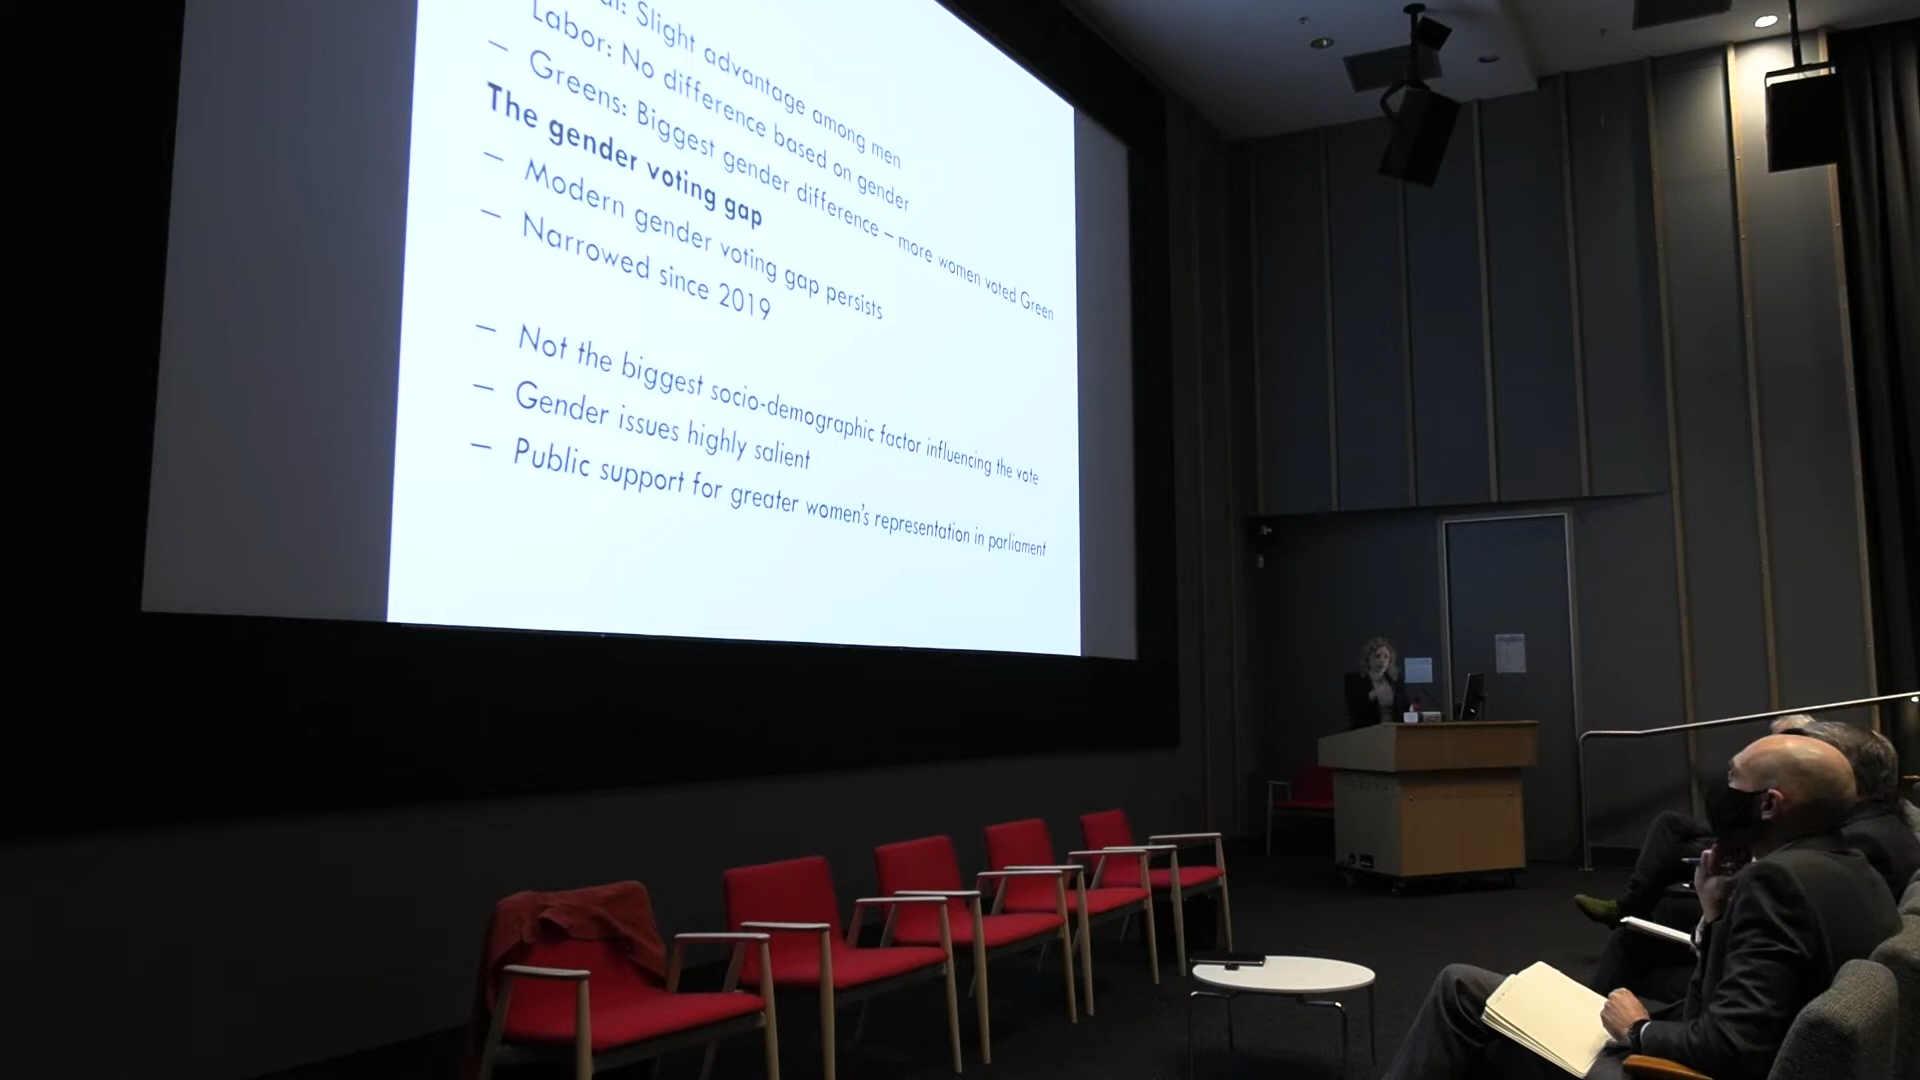 Slight advantage among men
Labor: No difference based on gender
– Greens: Biggest gender difference – more women voted Green
The gender voting gap
– Modern gender voting gap persists
– Narrowed since 2019
– Not the biggest socio-demographic factor influencing the vote
– Gender issues highly salient
– Public support for greater women's representation in parliament